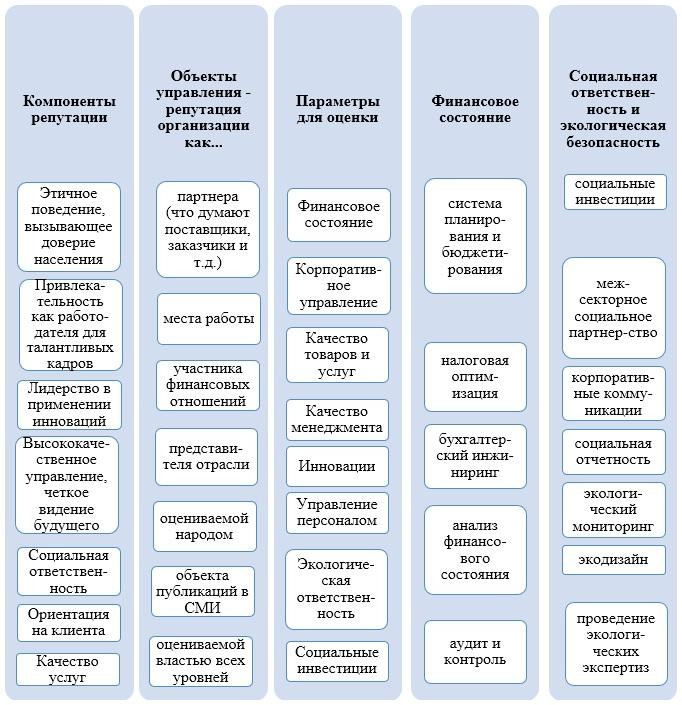 Компоненты
репутации
Этичное
поведение,
вызывающее
доверие
населения
Привлека-
тельность
как работо-
дателя для
талантливых
кадров
Лидерство в
применении
инноваций
Высококаче-
ственное
управление,
четкое
видение
будущего
Социальная
ответствен-
ность
Ориентация
на клиента
Качество
услуг
Объекты
управления -
репутация
организации
как...
партнера
(что думают
поставщики,
заказчики и
т.д.)
места работы
участника
финансовых
отношений
представи-
теля отрасли
оцениваемой
народом
объекта
публикаций в
СМИ
оцениваемой
властью всех
уровней
Параметры
для оценки
Финансовое
состояние
Корпоратив-
ное
управление
Качество
товаров и
услуг
Качество
менеджмента
Инновации
Управление
персоналом
Экологиче-
ская
ответствен-
ность
Социальные
инвестиции
Финансовое
состояние
система
планиро-
вания и
бюджети-
рования
налоговая
оптим-
изация
бухгалтер-
ский инжи-
ниринг
анализ
финансо-
вого
состояния
аудит и
контроль
Социальная
ответствен-
ность и
экологическая
безопасность
социальные
инвестиции
меж-
секторное
социальное
партнер-ство
корпоратив-
ные комму-
никации
социальная
отчетность
экологи-
ческий
мониторинг
экодизайн
проведение
экологи-
ческих
экспертиз